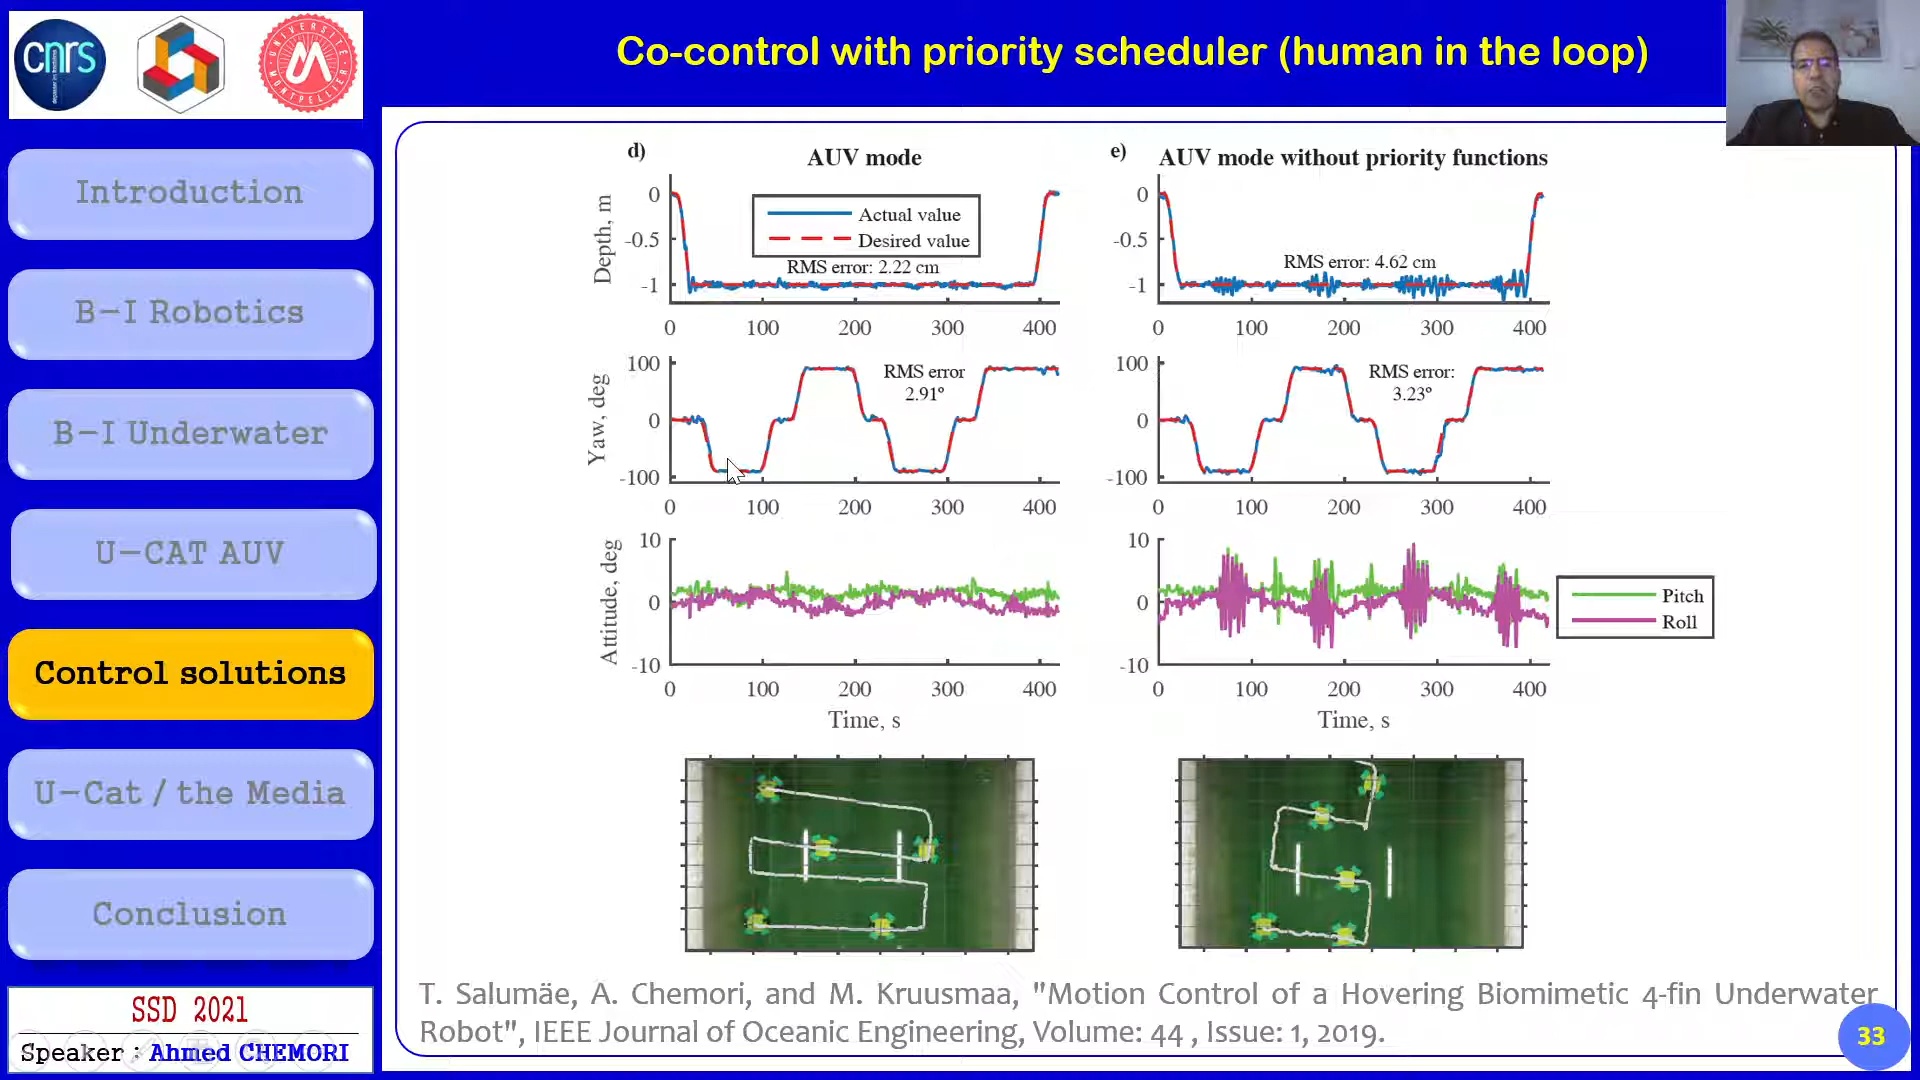 CNRS
UNIVERSITÉ
MONTPELLIER
Co-control with priority scheduler (human in the loop)
Introduction
B-I Robotics
B-I Underwater
U-CAT AUV
Control solutions
U-Cat / the Media
Conclusion
SSD 2021
Speaker : Ahmed CHEMORI
d)
AUV mode
Depth, m
0
-0.5
-1
Actual value
Desired value
RMS error: 2.22 cm
0 100 200 300 400
Yaw, deg
100
0
-100
RMS error
2.91º
0 100 200 300 400
Attitude, deg
10
0
-10
0 100 200 300 400
Time, s
e)
AUV mode without priority functions
0
-0.5
-1
RMS error: 4.62 cm
0 100 200 300 400
100
0
-100
RMS error:
3.23º
0 100 200 300 400
10
0
-10
Pitch
Roll
0 100 200 300 400
Time, s
T. Salumäe, A. Chemori, and M. Kruusmaa, "Motion Control of a Hovering Biomimetic 4-fin Underwater
Robot", IEEE Journal of Oceanic Engineering, Volume: 44 , Issue: 1, 2019.
33